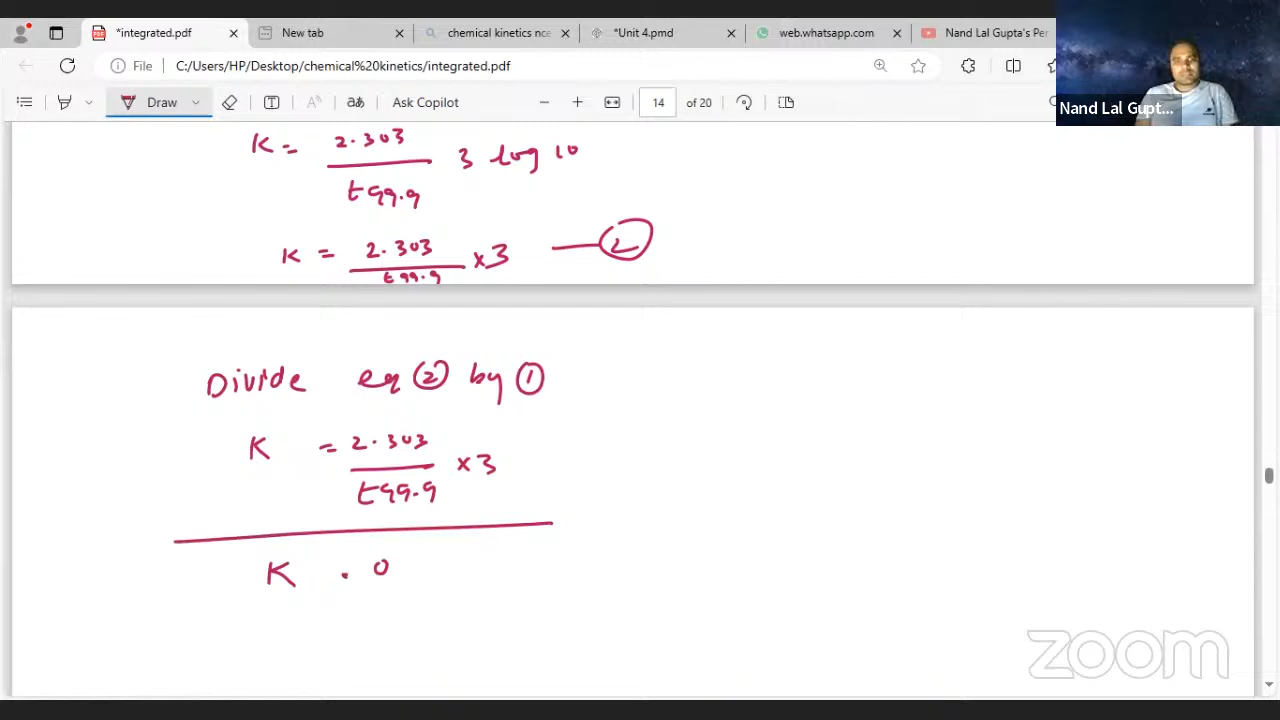 *integrated.pdf
New tab
chemical kinetics nce
*Unit 4.pmd
web.whatsapp.com
Nand Lal Gupta's Per
File C:/Users/HP/Desktop/chemical%20kinetics/integrated.pdf
Draw
Ask Copilot
14 of 20
Nand Lal Gupt...
K = 2.303 / t99.9 3 log 10
K = 2.303 / t99.9 × 3 — 2
Divide eq 2 by 1
K = 2.303 / t99.9 × 3
K . 0
zoom